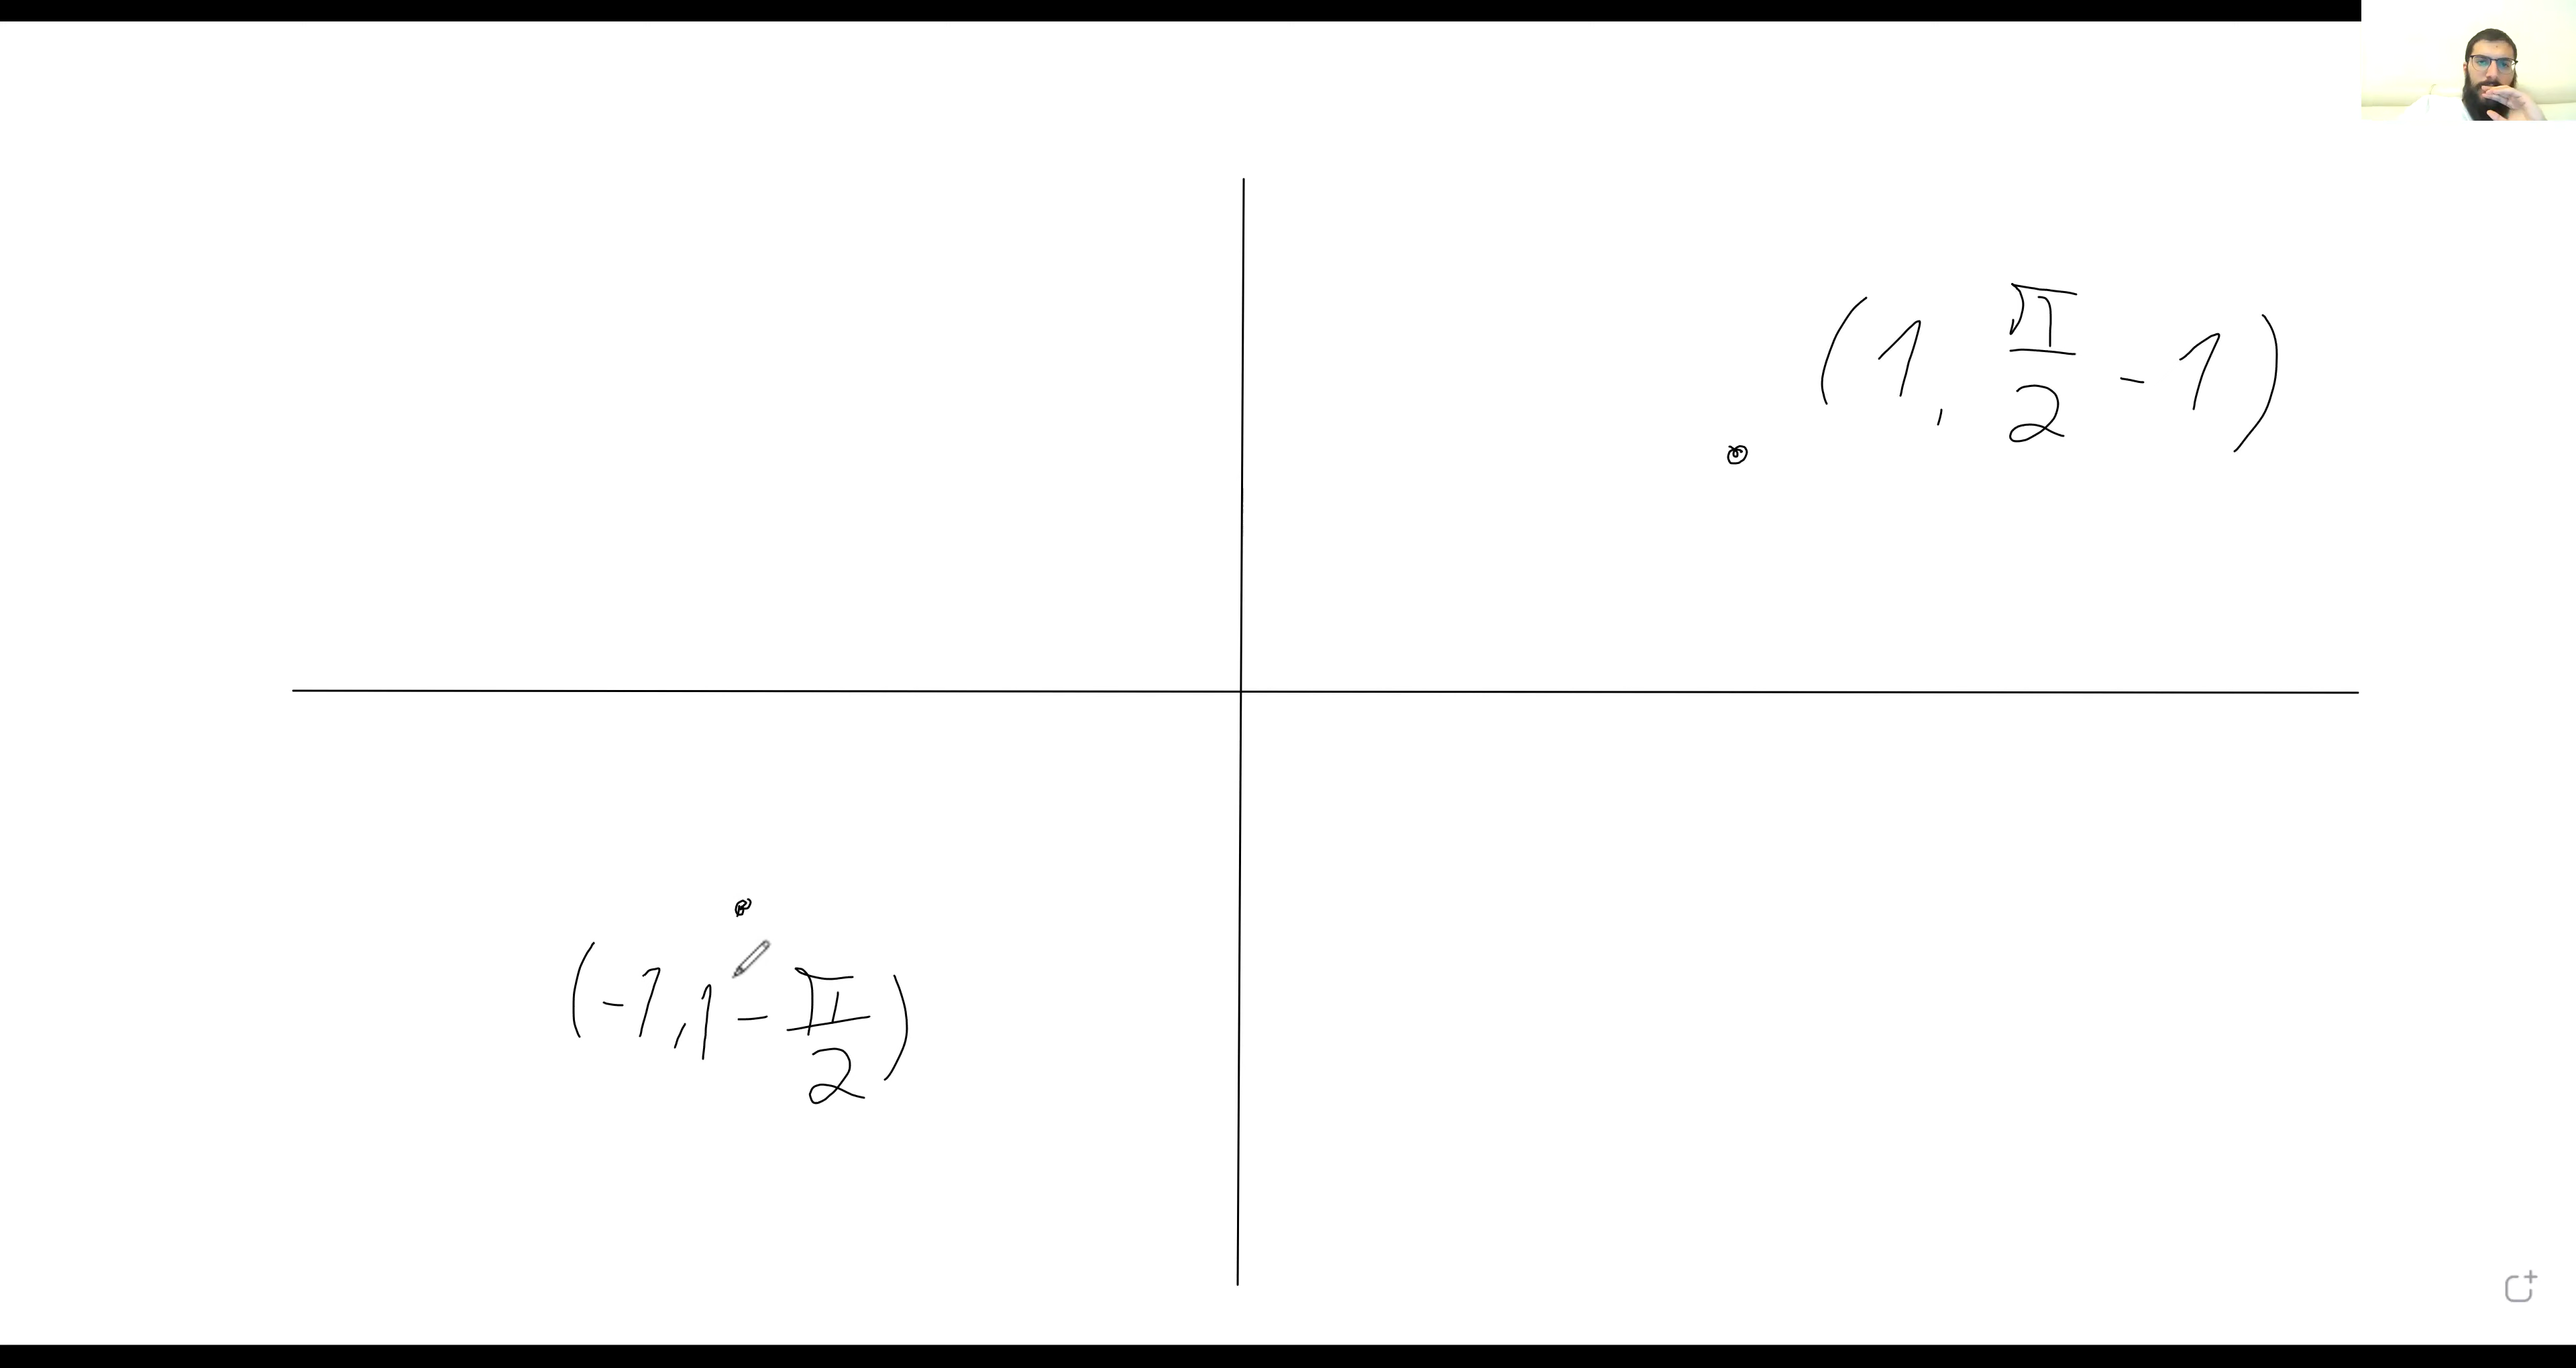 (1, π/2 - 1)
(-1, 1 - π/2)